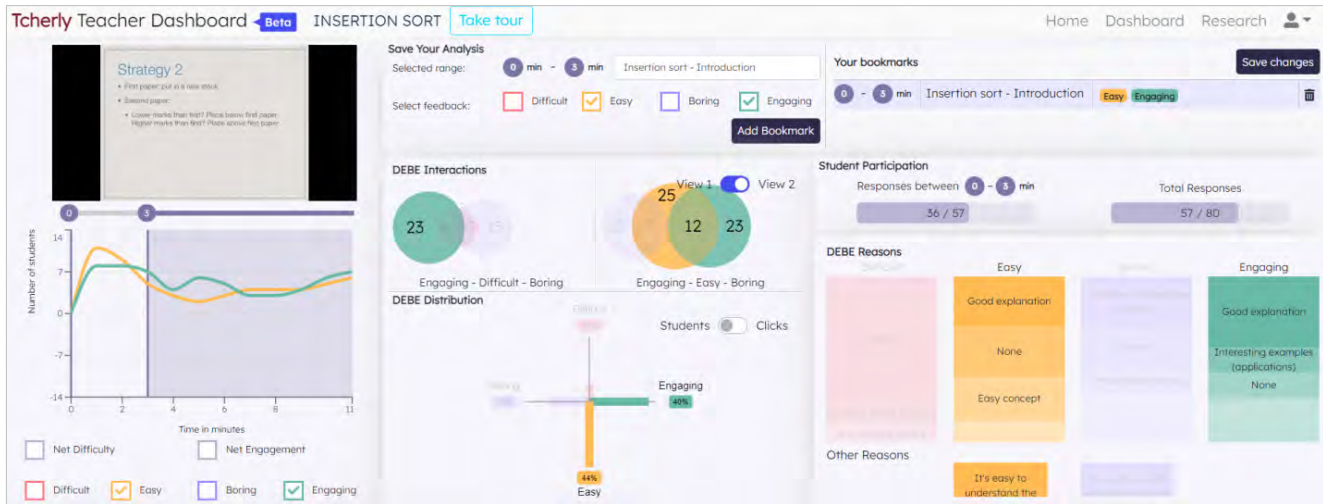 Tcherly Teacher Dashboard Beta INSERTION SORT Take tour
Home Dashboard Research
Strategy 2
• First paper: put in a new stack
• Second paper:
• Lower marks than first? Place below first paper
Higher marks than first? Place above first paper
0 3
Number of students
14
7
0
-7
-14
0 2 4 6 8 11
Time in minutes
Net Difficulty Net Engagement
Difficult Easy Boring Engaging
Save Your Analysis
Selected range: 0 min - 3 min Insertion sort - Introduction
Select feedback: Difficult Easy Boring Engaging
Add Bookmark
Your bookmarks Save changes
0 - 3 min Insertion sort - Introduction Easy Engaging
DEBE Interactions
View 1 View 2
23
25 12 23
Engaging - Difficult - Boring Engaging - Easy - Boring
DEBE Distribution
Students Clicks
Engaging
40%
44%
Easy
Student Participation
Responses between 0 - 3 min Total Responses
36 / 57 57 / 80
DEBE Reasons
Easy Engaging
Good explanation
None
Easy concept
Good explanation
Interesting examples
(applications)
None
Other Reasons
It's easy to
understand the